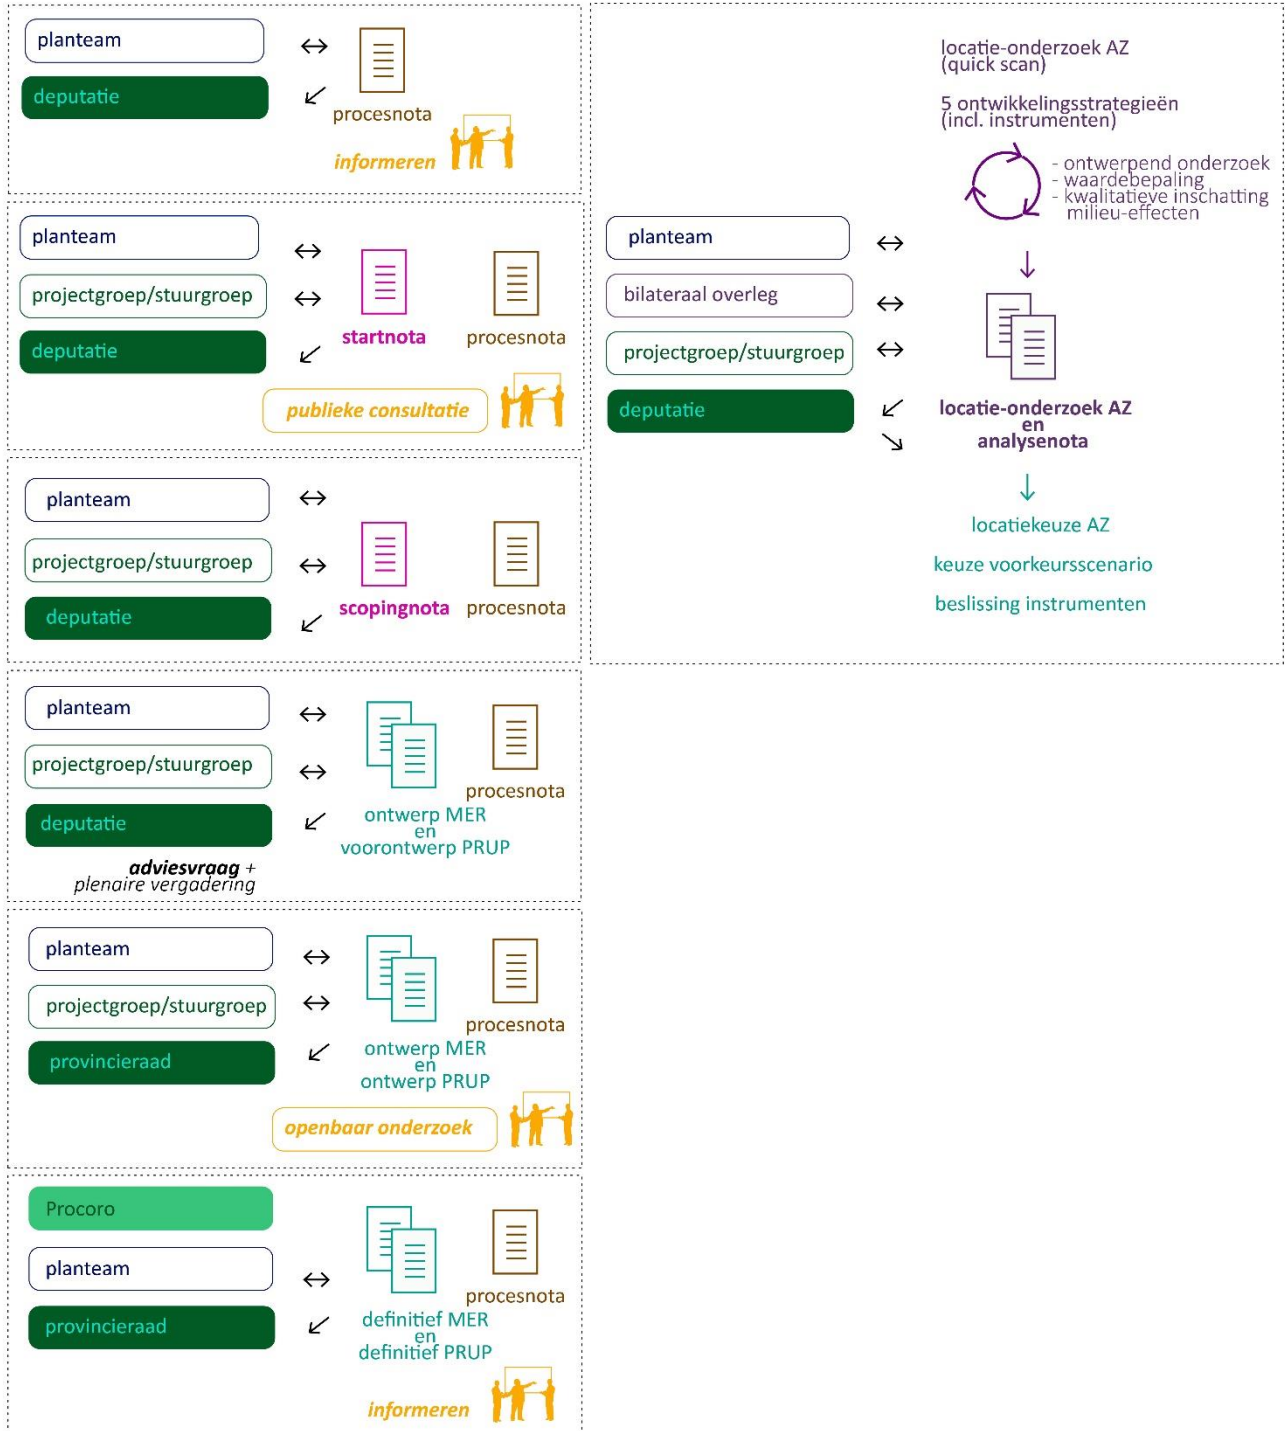 planteam
deputatie
procesnota
informeren
planteam
projectgroep/stuurgroep
deputatie
startnota
procesnota
publieke consultatie
planteam
projectgroep/stuurgroep
deputatie
scopingnota
procesnota
planteam
projectgroep/stuurgroep
deputatie
adviesvraag +
plenaire vergadering
procesnota
ontwerp MER
en
voorontwerp PRUP
planteam
projectgroep/stuurgroep
provincieraad
procesnota
ontwerp MER
en
ontwerp PRUP
openbaar onderzoek
Procoro
planteam
provincieraad
procesnota
definitief MER
en
definitief PRUP
informeren
locatie-onderzoek AZ
(quick scan)
5 ontwikkelingsstrategieën
(incl. instrumenten)
- ontwerpend onderzoek
- waardebepaling
- kwalitatieve inschatting
milieu-effecten
planteam
bilateraal overleg
projectgroep/stuurgroep
deputatie
locatie-onderzoek AZ
en
analysenota
locatiekeuze AZ
keuze voorkeursscenario
beslissing instrumenten